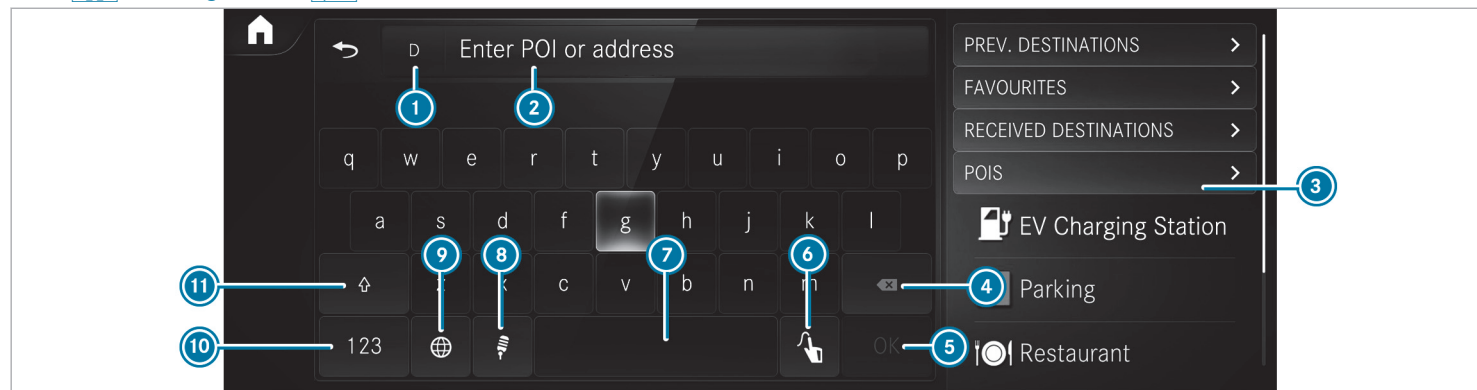 D Enter POI or address
1 2
q w e r t y u i o p
a s d f g h j k l
9 8 7 6
11 c v b n m 4
10 123 OK 5
PREV. DESTINATIONS
FAVOURITES
RECEIVED DESTINATIONS
POIS
3
EV Charging Station
Parking
Restaurant